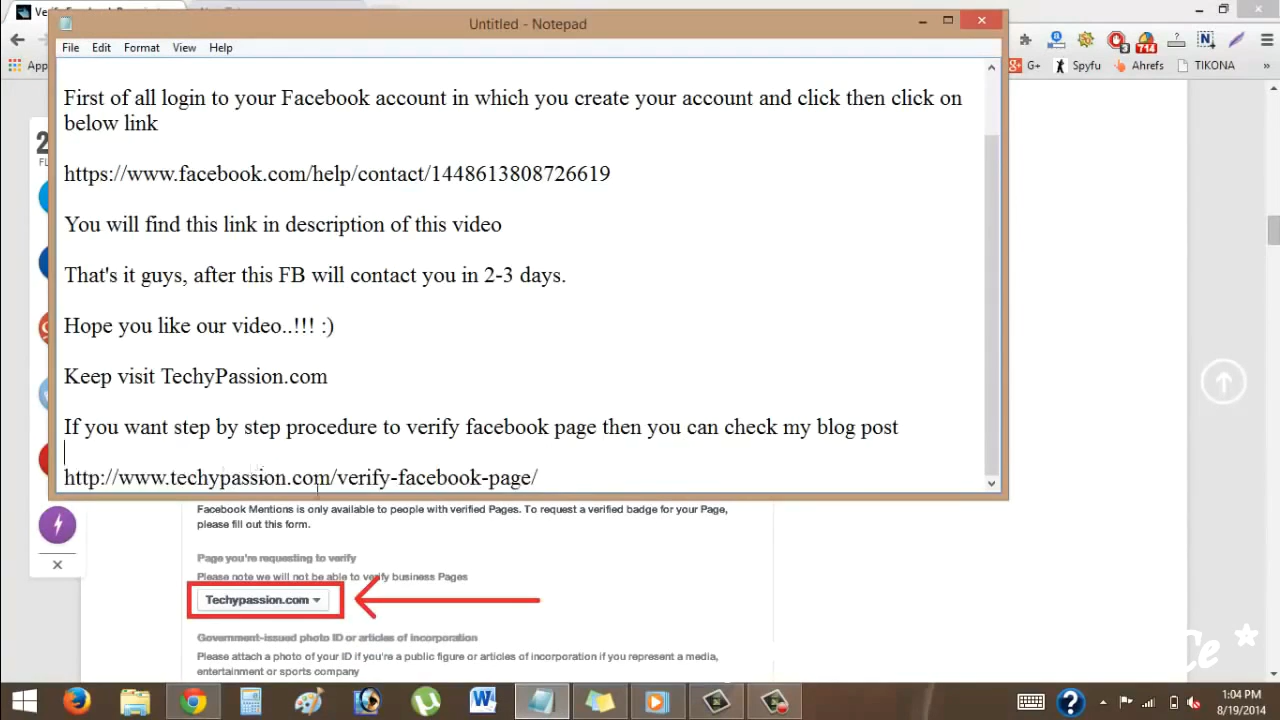 Untitled - Notepad
File Edit Format View Help
First of all login to your Facebook account in which you create your account and click then click on
below link
https://www.facebook.com/help/contact/1448613808726619
You will find this link in description of this video
That's it guys, after this FB will contact you in 2-3 days.
Hope you like our video..!!! :)
Keep visit TechyPassion.com
If you want step by step procedure to verify facebook page then you can check my blog post
http://www.techypassion.com/verify-facebook-page/
G+ Spyfu Ahrefs TIKONA »
714
Facebook Mentions is only available to people with verified Pages. To request a verified badge for your Page,
please fill out this form.
Page you're requesting to verify
Please note we will not be able to verify business Pages
Techypassion.com
Government-issued photo ID or articles of incorporation
Please attach a photo of your ID if you're a public figure or articles of incorporation if you represent a media,
entertainment or sports company
1:04 PM
8/19/2014